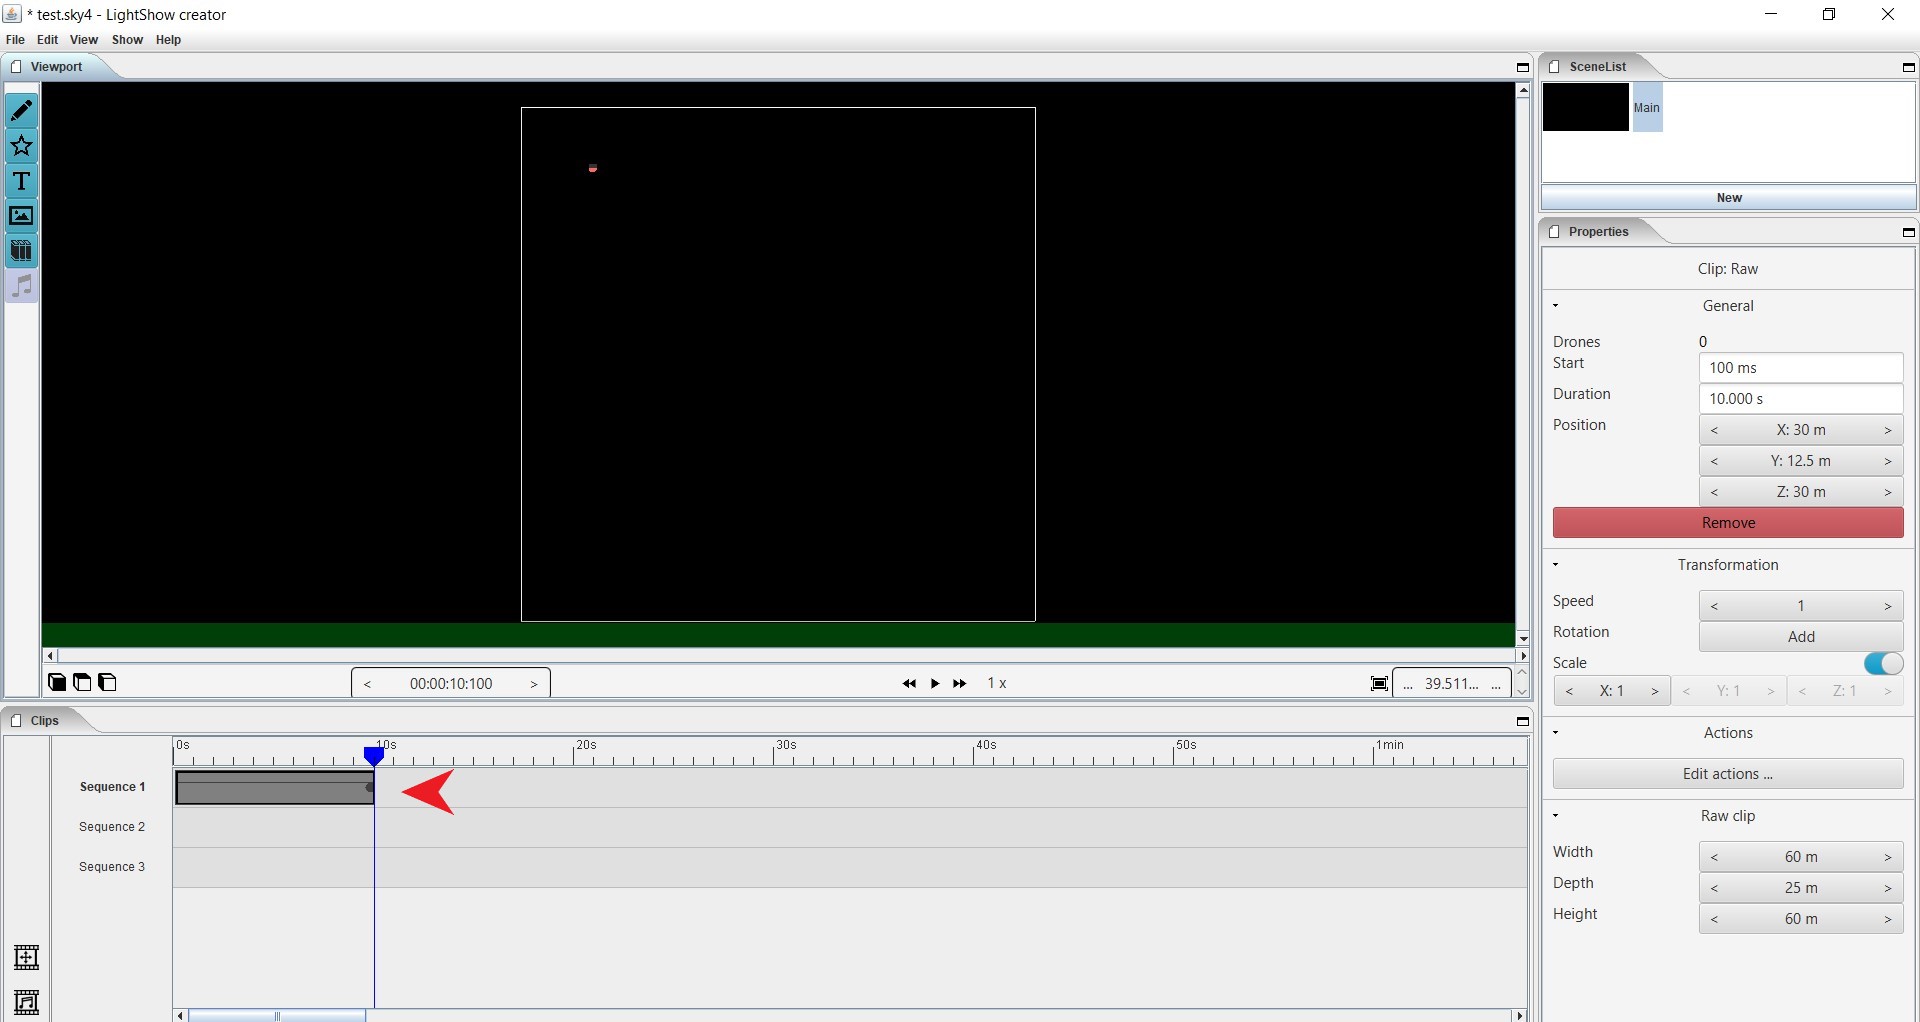 * test.sky4 - LightShow creator
File Edit View Show Help
Viewport
SceneList
Main
New
T
Properties
Clip: Raw
General
Drones 0
Start 100 ms
Duration 10.000 s
Position < X: 30 m >
< Y: 12.5 m >
< Z: 30 m >
Remove
Transformation
Speed < 1 >
Rotation Add
Scale
< X: 1 > < Y: 1 > < Z: 1 >
Actions
Edit actions ...
Raw clip
Width < 60 m >
Depth < 25 m >
Height < 60 m >
< 00:00:10:100 > 1 x ... 39.511... ...
Clips
0s 10s 20s 30s 40s 50s 1min
Sequence 1
Sequence 2
Sequence 3